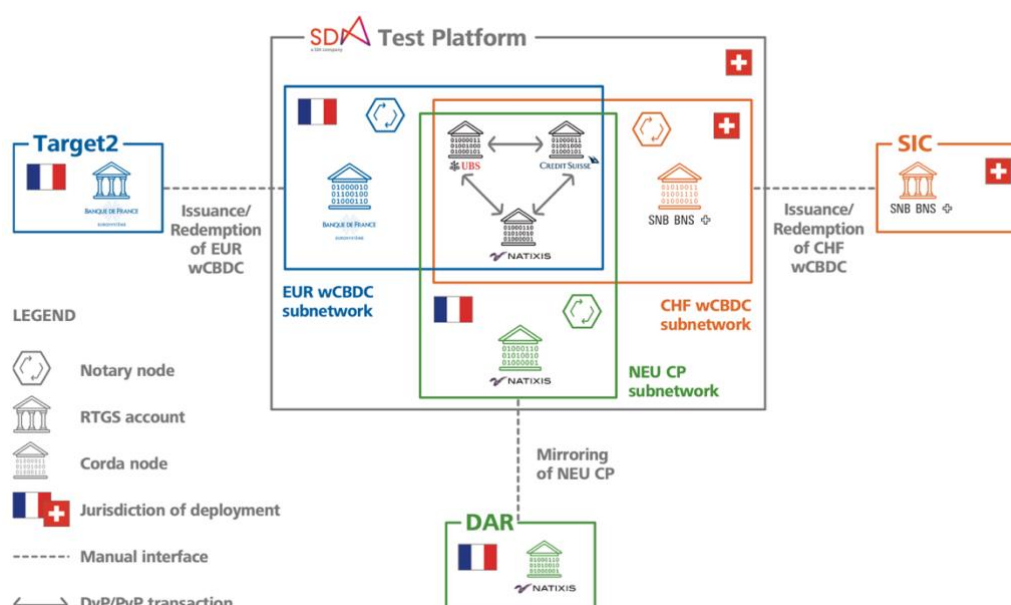 SDX Test Platform
a SIX company
Target2
BANQUE DE FRANCE
EUROSYSTÈME
Issuance/
Redemption
of EUR
wCBDC
01000010
01100100
01000110
BANQUE DE FRANCE
EUROSYSTÈME
EUR wCBDC
subnetwork
UBS
CREDIT SUISSE
NATIXIS
SNB BNS
CHF wCBDC
subnetwork
Issuance/
Redemption
of CHF
wCBDC
SIC
SNB BNS
NATIXIS
NEU CP
subnetwork
Mirroring
of NEU CP
DAR
NATIXIS
LEGEND
Notary node
RTGS account
Corda node
Jurisdiction of deployment
Manual interface
DvP/PvP transaction